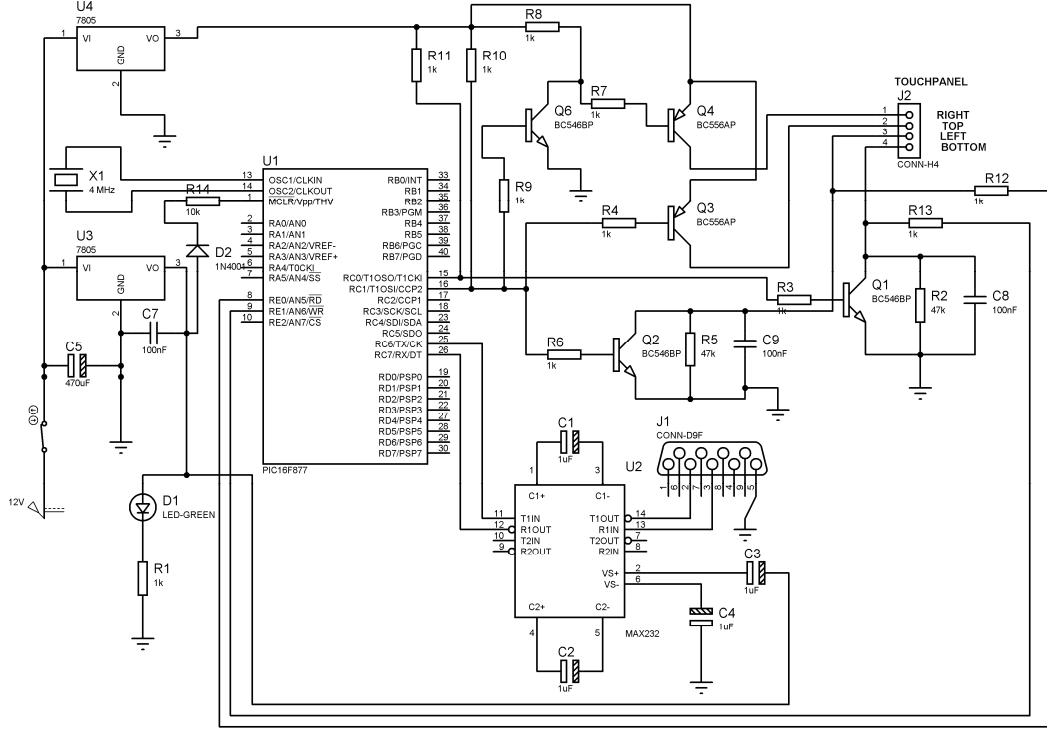 U4
7805
1
VI
VO
3
GND
2
R8
1k
R11
1k
R10
1k
Q6
BC546BP
R7
1k
Q4
BC556AP
TOUCHPANEL
J2
1
2
3
4
RIGHT
TOP
LEFT
BOTTOM
CONN-H4
X1
4 MHz
R14
10k
D2
1N4001
U1
13
OSC1/CLKIN
14
OSC2/CLKOUT
1
MCLR/Vpp/THV
2
RA0/AN0
3
RA1/AN1
4
RA2/AN2/VREF-
5
RA3/AN3/VREF+
6
RA4/T0CKI
7
RA5/AN4/SS
8
RE0/AN5/RD
9
RE1/AN6/WR
10
RE2/AN7/CS
RB0/INT
33
RB1
34
RB2
35
RB3/PGM
36
RB4
37
RB5
38
RB6/PGC
39
RB7/PGD
40
RC0/T1OSO/T1CKI
15
RC1/T1OSI/CCP2
16
RC2/CCP1
17
RC3/SCK/SCL
18
RC4/SDI/SDA
23
RC5/SDO
24
RC6/TX/CK
25
RC7/RX/DT
26
RD0/PSP0
19
RD1/PSP1
20
RD2/PSP2
21
RD3/PSP3
22
RD4/PSP4
27
RD5/PSP5
28
RD6/PSP6
29
RD7/PSP7
30
PIC16F877
R9
1k
R4
1k
Q3
BC556AP
R12
1k
R13
1k
U3
7805
1
VI
VO
3
GND
2
C7
100nF
C5
470uF
R3
1k
Q1
BC546BP
R2
47k
C8
100nF
R6
1k
Q2
BC546BP
R5
47k
C9
100nF
12V
D1
LED-GREEN
R1
1k
C1
1uF
U2
1
3
C1+
C1-
11
T1IN
12
R1OUT
10
T2IN
9
R2OUT
T1OUT
14
R1IN
13
T2OUT
7
R2IN
8
VS+
2
VS-
6
C2+
C2-
4
5
MAX232
C2
1uF
J1
CONN-D9F
1
6
2
7
3
8
4
9
5
C3
1uF
C4
1uF